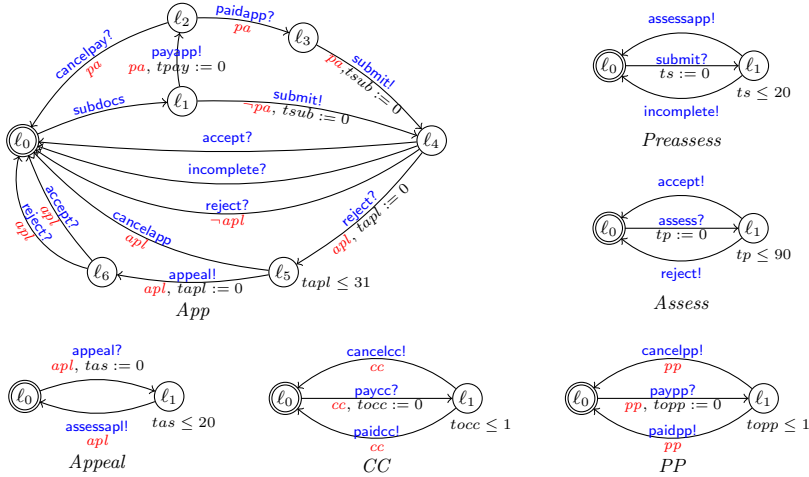 ℓ₂
paidapp?
pa
ℓ₃
cancelpay?
pa
payapp!
pa, tpay := 0
submit!
pa, tsub := 0
subdocs
ℓ₁
submit!
¬pa, tsub := 0
ℓ₀
accept?
ℓ₄
incomplete?
reject?
¬apl
reject?
apl, tapl := 0
cancelapp
apl
accept?
apl
reject?
apl
ℓ₆
appeal!
apl, tapl := 0
ℓ₅
tapl ≤ 31
App
assessapp!
ℓ₀
submit?
ts := 0
ℓ₁
ts ≤ 20
incomplete!
Preassess
accept!
ℓ₀
assess?
tp := 0
ℓ₁
tp ≤ 90
reject!
Assess
appeal?
apl, tas := 0
ℓ₀
ℓ₁
tas ≤ 20
assessapl!
apl
Appeal
cancelcc!
cc
ℓ₀
paycc?
cc, tocc := 0
ℓ₁
tocc ≤ 1
paidcc!
cc
CC
cancelpp!
pp
ℓ₀
paypp?
pp, topp := 0
ℓ₁
topp ≤ 1
paidpp!
pp
PP